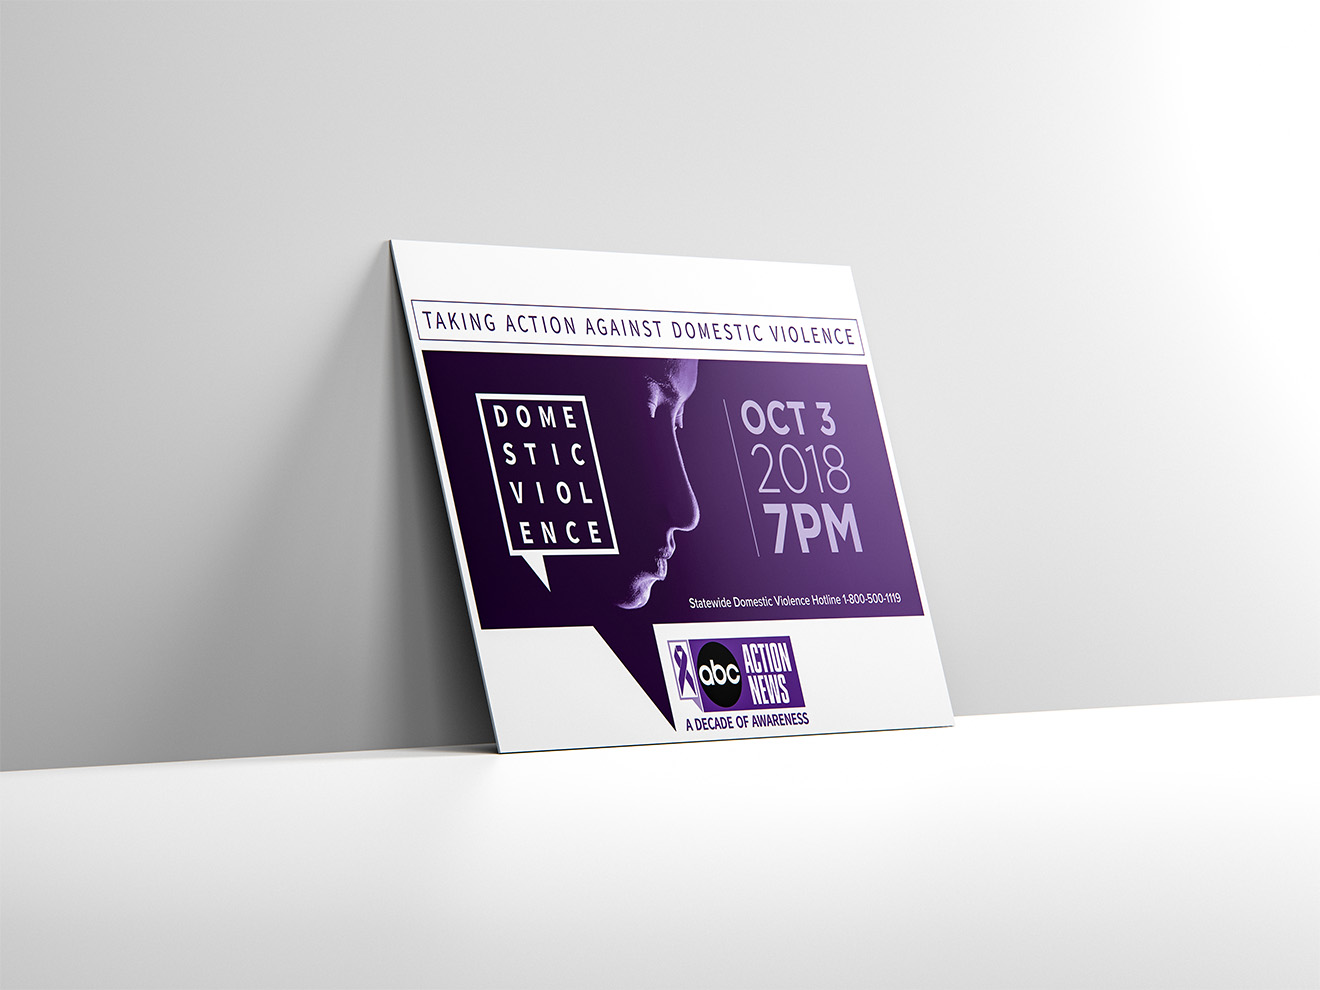 TAKING ACTION AGAINST DOMESTIC VIOLENCE
DOME
STIC
VIOL
ENCE
OCT 3
2018
7PM
Statewide Domestic Violence Hotline 1-800-500-1119
abc
ACTION
NEWS
A DECADE OF AWARENESS